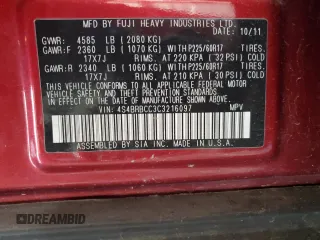 MFD BY FUJI HEAVY INDUSTRIES LTD.
GVWR: 4585 LB (2080 KG) DATE 10/11
GAWR:F 2360 LB (1070 KG) WITH P225/60R17 TIRES.
17X7J RIMS, AT 220 KPA (32 PSI) COLD
GAWR:R 2340 LB (1060 KG) WITH P225/60R17 TIRES.
17X7J RIMS, AT 210 KPA (30 PSI) COLD
THIS VEHICLE CONFORMS TO ALL APPLICABLE FEDERAL MOTOR
VEHICLE SAFETY AND BUMPER STANDARDS IN EFFECT
ON THE DATE OF MANUFACTURE SHOWN ABOVE.
VIN: 4S4BRBCC3C3216097 MPV
ASSEMBLED BY SIA INC. MADE IN U.S.A.
DREAMBID